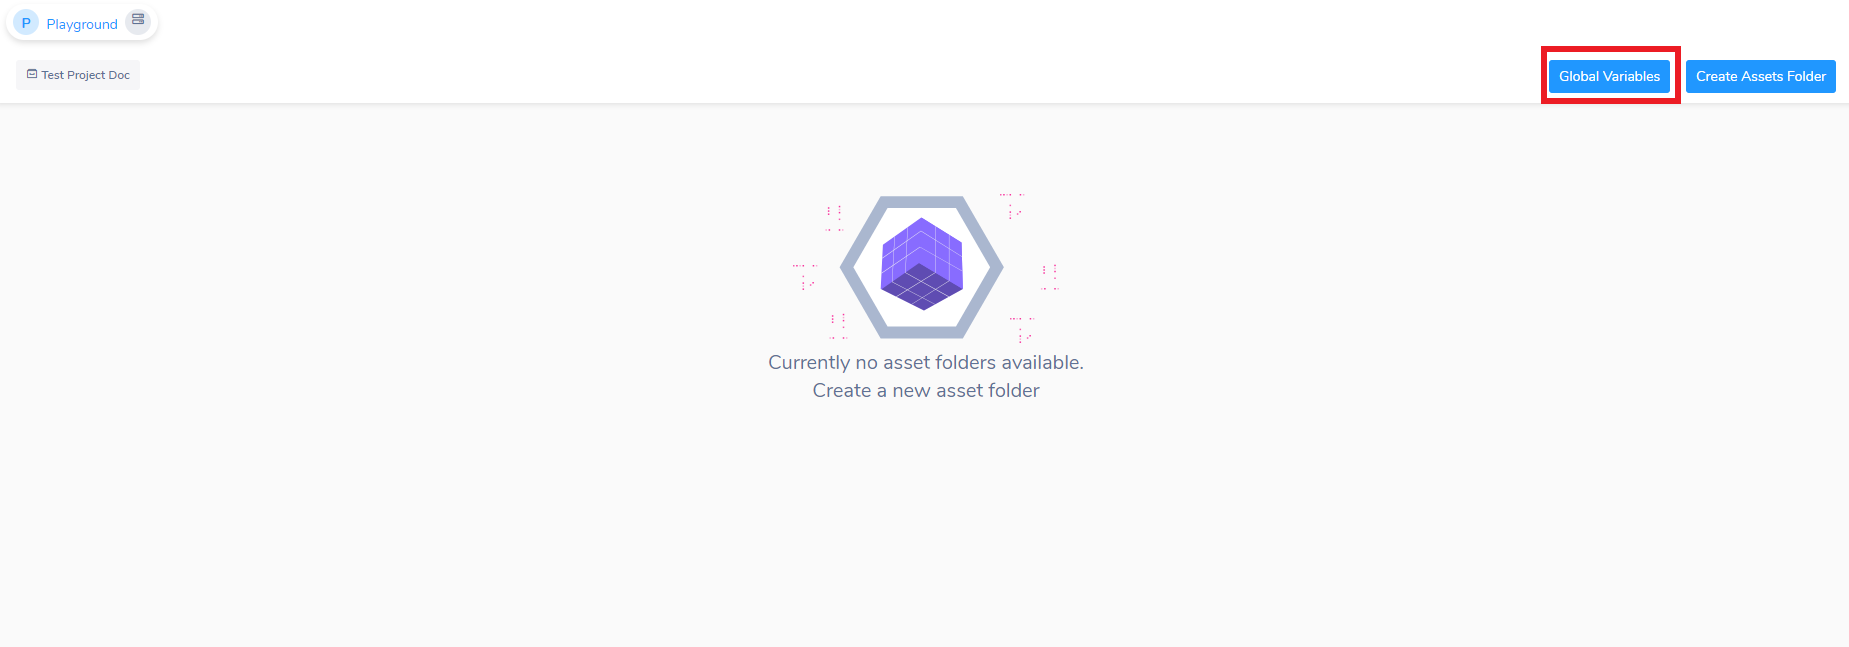 P Playground
Test Project Doc
Global Variables
Create Assets Folder
Currently no asset folders available.
Create a new asset folder